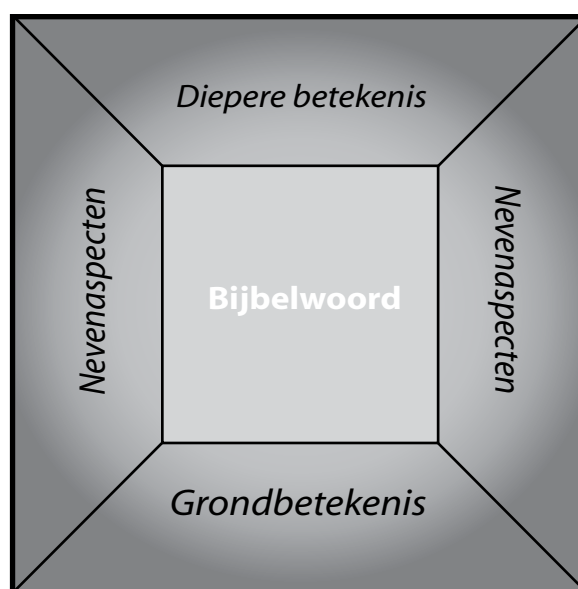 Diepere betekenis
Nevenaspecten
Bijbelwoord
Nevenaspecten
Grondbetekenis